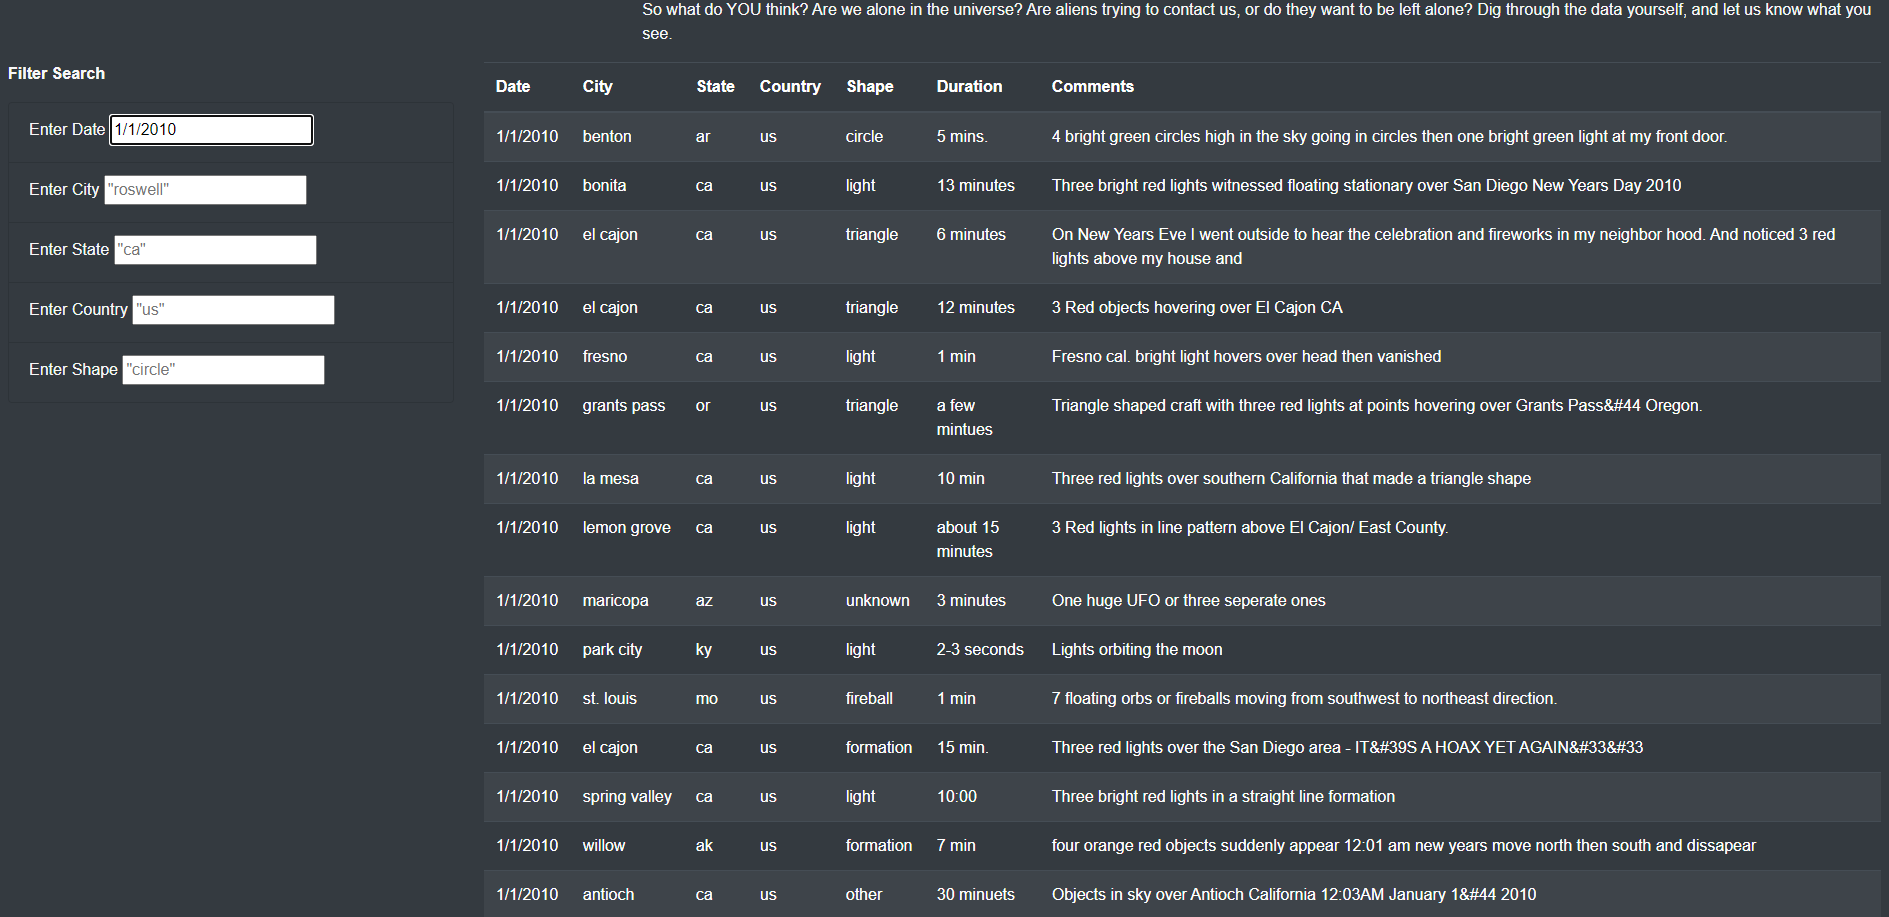 So what do YOU think? Are we alone in the universe? Are aliens trying to contact us, or do they want to be left alone? Dig through the data yourself, and let us know what you
see.
Filter Search
Enter Date 1/1/2010
Enter City "roswell"
Enter State "ca"
Enter Country "us"
Enter Shape "circle"
Date City State Country Shape Duration Comments
1/1/2010 benton ar us circle 5 mins. 4 bright green circles high in the sky going in circles then one bright green light at my front door.
1/1/2010 bonita ca us light 13 minutes Three bright red lights witnessed floating stationary over San Diego New Years Day 2010
1/1/2010 el cajon ca us triangle 6 minutes On New Years Eve I went outside to hear the celebration and fireworks in my neighbor hood. And noticed 3 red
lights above my house and
1/1/2010 el cajon ca us triangle 12 minutes 3 Red objects hovering over El Cajon CA
1/1/2010 fresno ca us light 1 min Fresno cal. bright light hovers over head then vanished
1/1/2010 grants pass or us triangle a few Triangle shaped craft with three red lights at points hovering over Grants Pass&#44 Oregon.
mintues
1/1/2010 la mesa ca us light 10 min Three red lights over southern California that made a triangle shape
1/1/2010 lemon grove ca us light about 15 3 Red lights in line pattern above El Cajon/ East County.
minutes
1/1/2010 maricopa az us unknown 3 minutes One huge UFO or three seperate ones
1/1/2010 park city ky us light 2-3 seconds Lights orbiting the moon
1/1/2010 st. louis mo us fireball 1 min 7 floating orbs or fireballs moving from southwest to northeast direction.
1/1/2010 el cajon ca us formation 15 min. Three red lights over the San Diego area - IT&#39S A HOAX YET AGAIN&#33&#33
1/1/2010 spring valley ca us light 10:00 Three bright red lights in a straight line formation
1/1/2010 willow ak us formation 7 min four orange red objects suddenly appear 12:01 am new years move north then south and dissapear
1/1/2010 antioch ca us other 30 minuets Objects in sky over Antioch California 12:03AM January 1&#44 2010